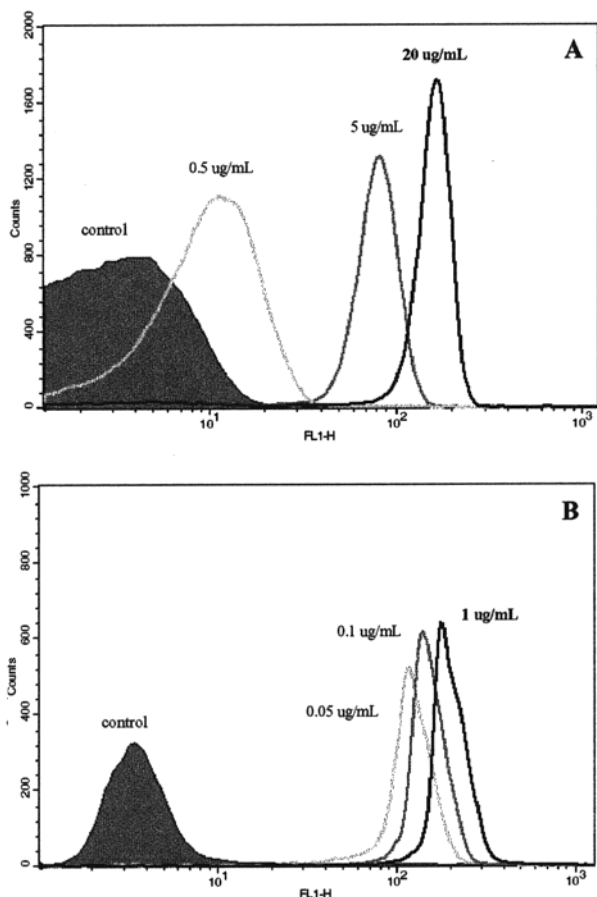 A
20 ug/mL
5 ug/mL
0.5 ug/mL
control
Counts
2000
1600
1200
800
400
0
10¹
10²
10³
FL1-H
B
1 ug/mL
0.1 ug/mL
0.05 ug/mL
control
Counts
1000
800
600
400
200
0
10¹
10²
10³
FL1-H